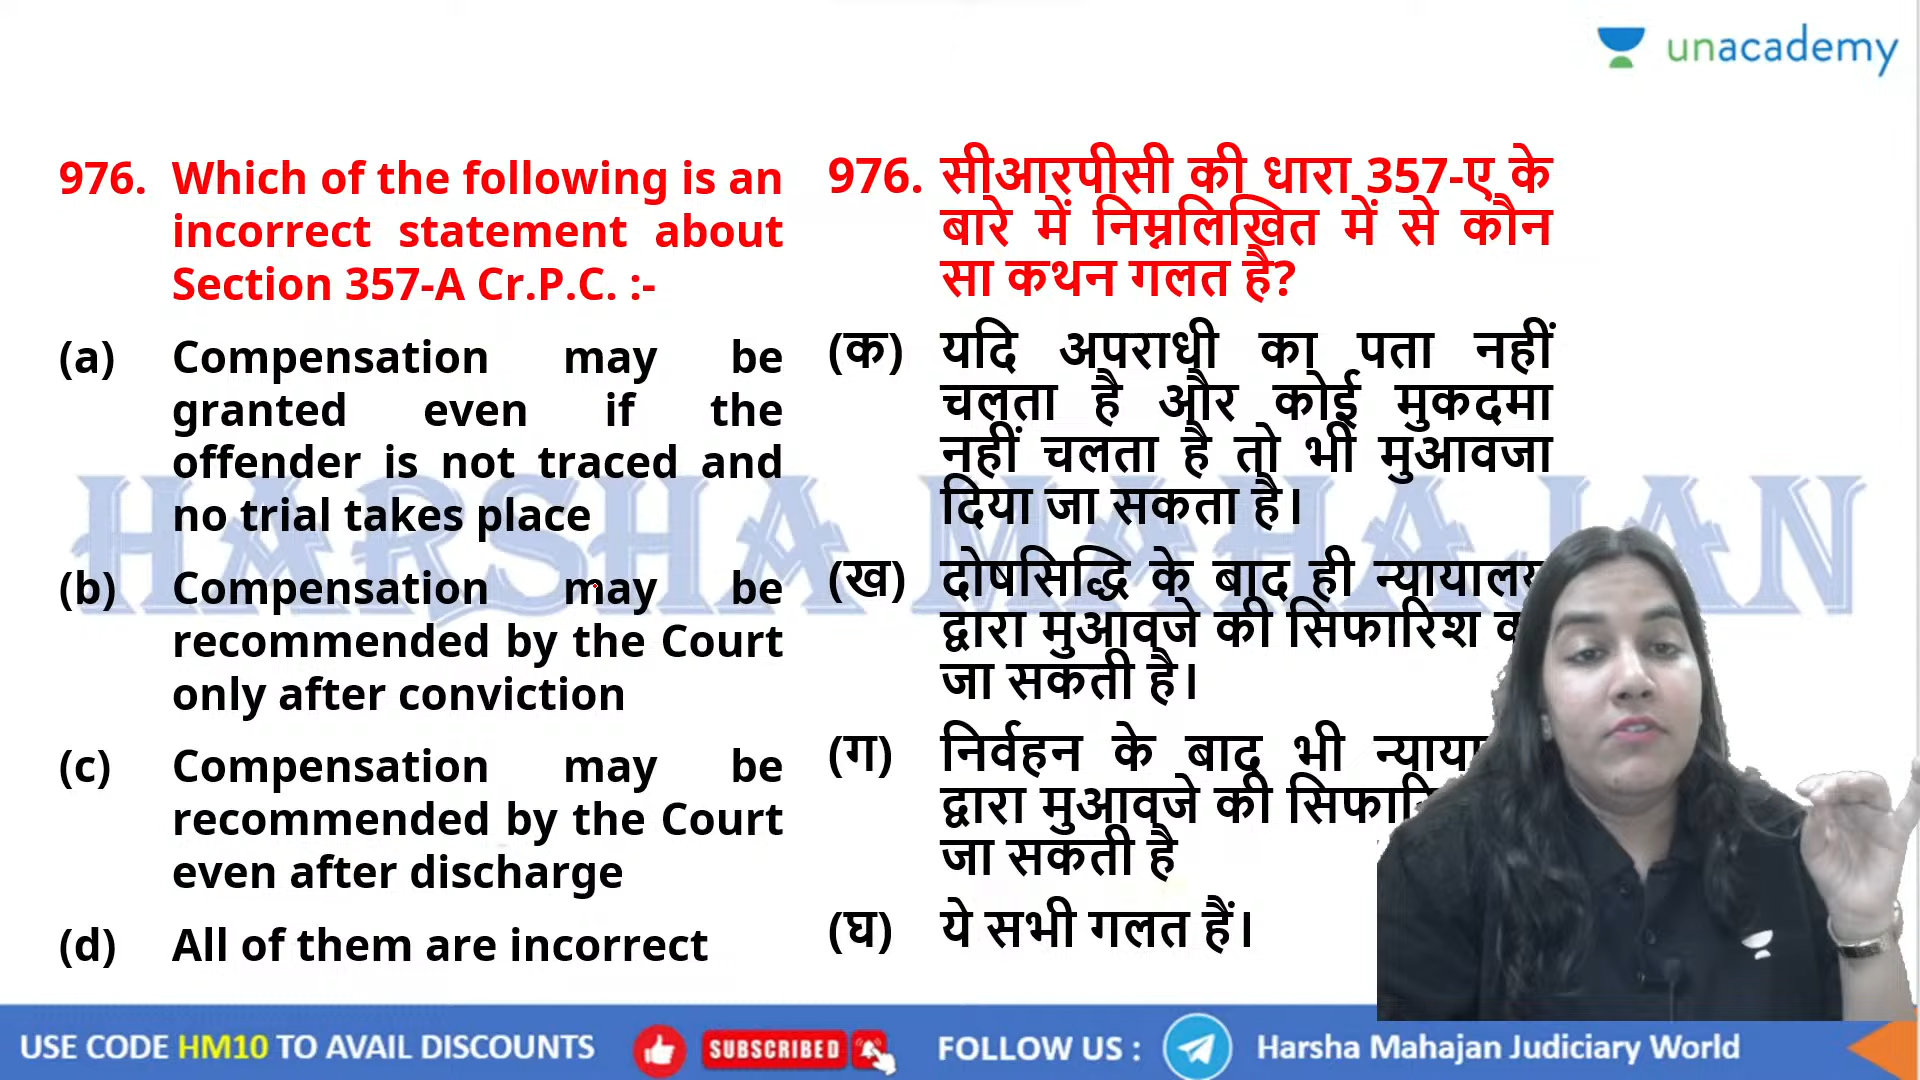 unacademy
976. Which of the following is an
incorrect statement about
Section 357-A Cr.P.C. :-
(a) Compensation may be
granted even if the
offender is not traced and
no trial takes place
(b) Compensation may be
recommended by the Court
only after conviction
(c) Compensation may be
recommended by the Court
even after discharge
(d) All of them are incorrect
976. सीआरपीसी की धारा 357-ए के
बारे में निम्नलिखित में से कौन
सा कथन गलत है?
(क) यदि अपराधी का पता नहीं
चलता है और कोई मुकदमा
नहीं चलता है तो भी मुआवजा
दिया जा सकता है।
(ख) दोषसिद्धि के बाद ही
द्वारा मुआवजे की सिफारिश
जा सकती है।
(ग) निर्वहन के बाद भी
द्वारा मुआवजे की
जा सकती है
(घ) ये सभी गलत हैं।
HARSHA MAHAJAN
USE CODE HM10 TO AVAIL DISCOUNTS
SUBSCRIBED
FOLLOW US :
Harsha Mahajan Judiciary World